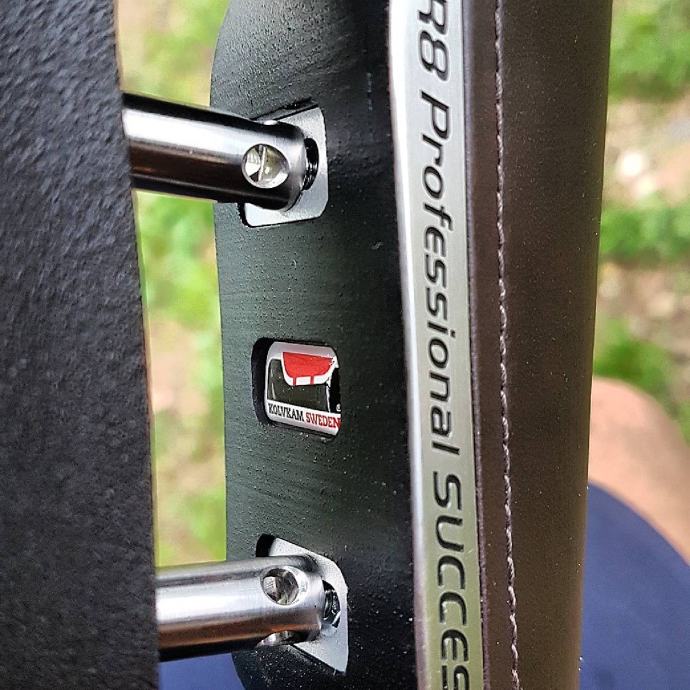 KOLVKAM SWEDEN
®
R8 Professional SUCCES